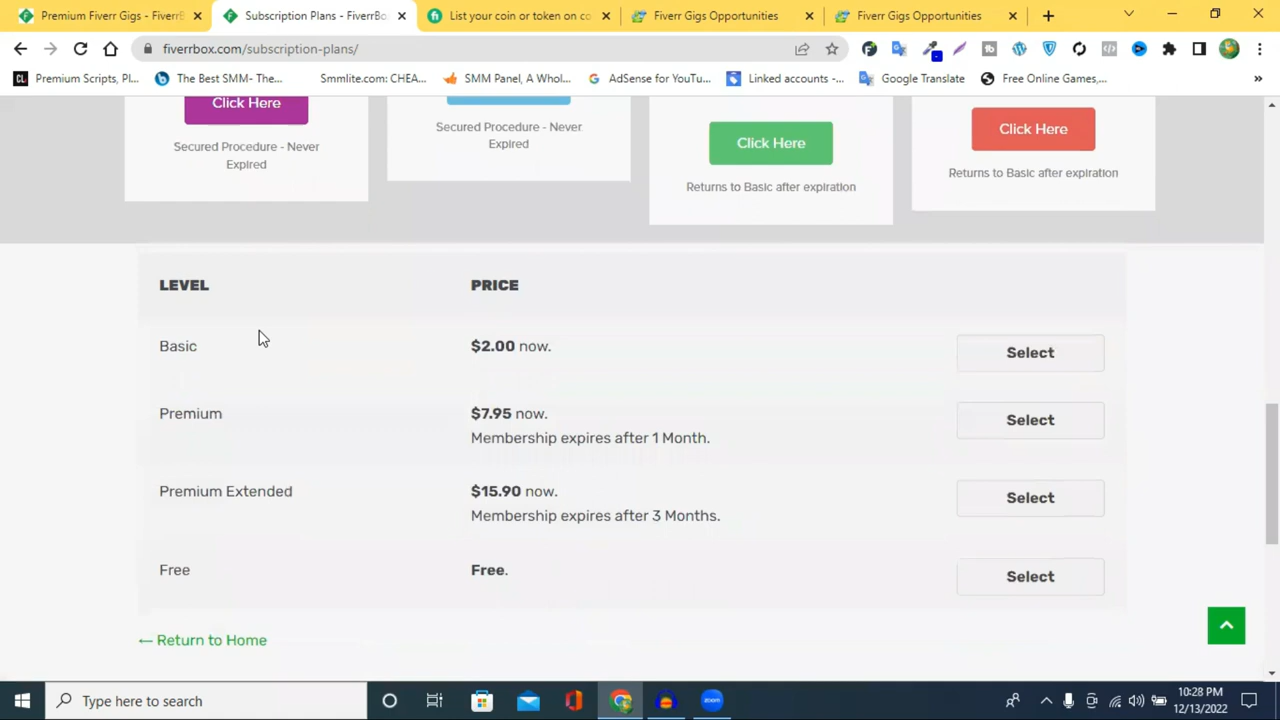 Premium Fiverr Gigs - FiverrB
Subscription Plans - FiverrBo
List your coin or token on co
Fiverr Gigs Opportunities
Fiverr Gigs Opportunities
fiverrbox.com/subscription-plans/
Premium Scripts, Pl...
The Best SMM- The...
Smmlite.com: CHEA...
SMM Panel, A Whol...
AdSense for YouTu...
Linked accounts -...
Google Translate
Free Online Games,...
Click Here
Secured Procedure - Never
Expired
Secured Procedure - Never
Expired
Click Here
Returns to Basic after expiration
Click Here
Returns to Basic after expiration
LEVEL PRICE
Basic $2.00 now. Select
Premium $7.95 now. Select
Membership expires after 1 Month.
Premium Extended $15.90 now. Select
Membership expires after 3 Months.
Free Free. Select
← Return to Home
Type here to search
10:28 PM
12/13/2022